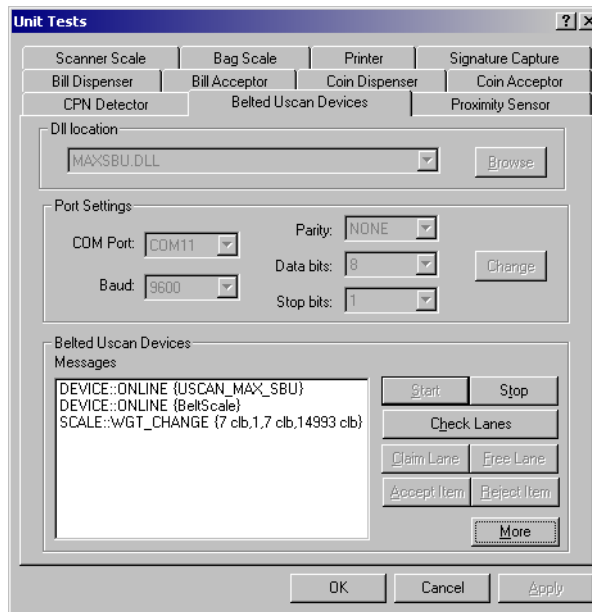 Unit Tests
Scanner Scale Bag Scale Printer Signature Capture
Bill Dispenser Bill Acceptor Coin Dispenser Coin Acceptor
CPN Detector Belted Uscan Devices Proximity Sensor
Dll location
MAXSBU.DLL Browse
Port Settings
COM Port: COM11 Parity: NONE
Baud: 9600 Data bits: 8 Change
Stop bits: 1
Belted Uscan Devices
Messages
DEVICE::ONLINE {USCAN_MAX_SBU}
DEVICE::ONLINE {BeltScale}
SCALE::WGT_CHANGE {7 clb,1,7 clb,14993 clb}
Start Stop
Check Lanes
Claim Lane Free Lane
Accept Item Reject Item
More
OK Cancel Apply